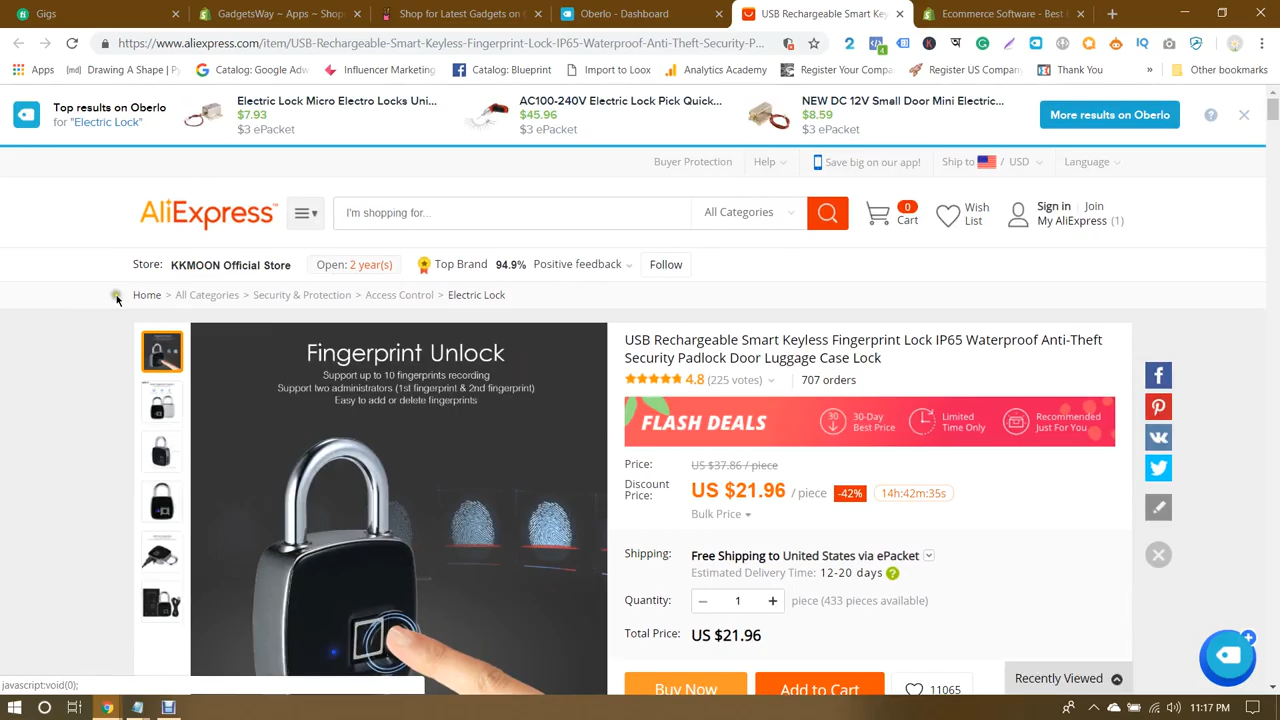 Gigs
GadgetsWay ~ Apps ~ Shop
Shop for Latest Gadgets on
Oberlo - Dashboard
USB Rechargeable Smart Key
Ecommerce Software - Best
https://www.aliexpress.com/item/USB-Rechargeable-Smart-Keyless-Fingerprint-Lock-IP65-Waterproof-Anti-Theft-Security-P...
Apps
Drawing A Shape | P
Catalog: Google Adw
Influencer Marketing
Catalog: Blueprint
Import to Loox
Analytics Academy
Register Your Compa
Register US Company
Thank You
»
Other bookmarks
Top results on Oberlo
for "Electric Lock"
Electric Lock Micro Electro Locks Uni...
$7.93
$3 ePacket
AC100-240V Electric Lock Pick Quick...
$45.96
$3 ePacket
NEW DC 12V Small Door Mini Electric...
$8.59
$3 ePacket
More results on Oberlo
Buyer Protection
Help
Save big on our app!
Ship to / USD
Language
AliExpress™
I'm shopping for...
All Categories
0
Cart
Wish
List
Sign in Join
My AliExpress (1)
Store: KKMOON Official Store
Open: 2 year(s)
Top Brand 94.9% Positive feedback
Follow
Home > All Categories > Security & Protection > Access Control > Electric Lock
Fingerprint Unlock
Support up to 10 fingerprints recording
Support two administrators (1st fingerprint & 2nd fingerprint)
Easy to add or delete fingerprints
USB Rechargeable Smart Keyless Fingerprint Lock IP65 Waterproof Anti-Theft
Security Padlock Door Luggage Case Lock
4.8 (225 votes) 707 orders
FLASH DEALS
30
30-Day
Best Price
Limited
Time Only
Recommended
Just For You
Price: US $37.86 / piece
Discount
Price:
US $21.96 / piece -42% 14h:42m:35s
Bulk Price
Shipping: Free Shipping to United States via ePacket
Estimated Delivery Time: 12-20 days
Quantity: 1 piece (433 pieces available)
Total Price: US $21.96
Buy Now
Add to Cart
11065
Recently Viewed
javascript:void(0);
11:17 PM